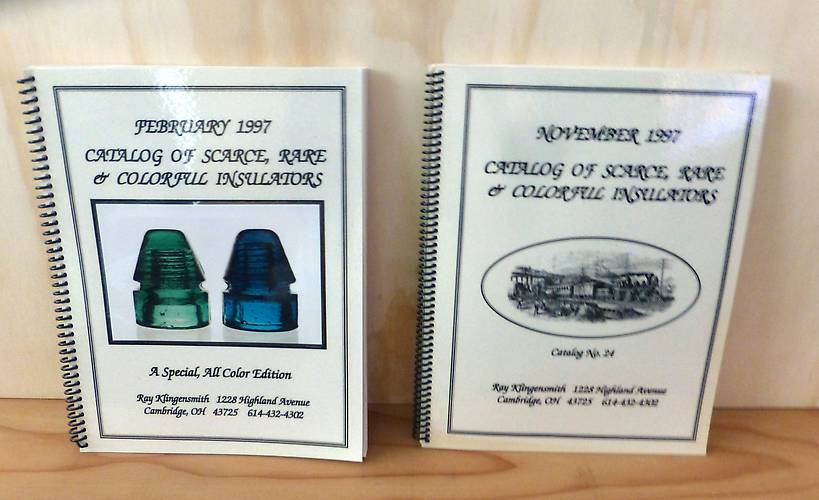 FEBRUARY 1997
CATALOG OF SCARCE, RARE
& COLORFUL INSULATORS
A Special, All Color Edition
Ray Klingensmith 1228 Highland Avenue
Cambridge, OH 43725 614-432-4302
NOVEMBER 1997
CATALOG OF SCARCE, RARE
& COLORFUL INSULATORS
Catalog No. 24
Ray Klingensmith 1228 Highland Avenue
Cambridge, OH 43725 614-432-4302